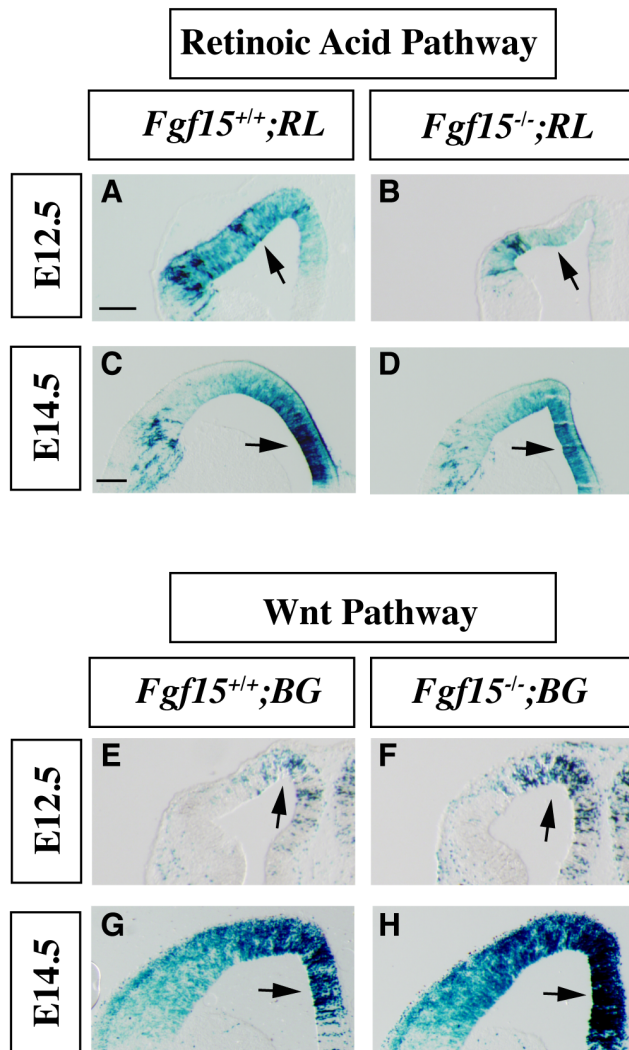 Retinoic Acid Pathway
Fgf15+/+;RL Fgf15-/-;RL
E12.5
A B
E14.5
C D
Wnt Pathway
Fgf15+/+;BG Fgf15-/-;BG
E12.5
E F
E14.5
G H